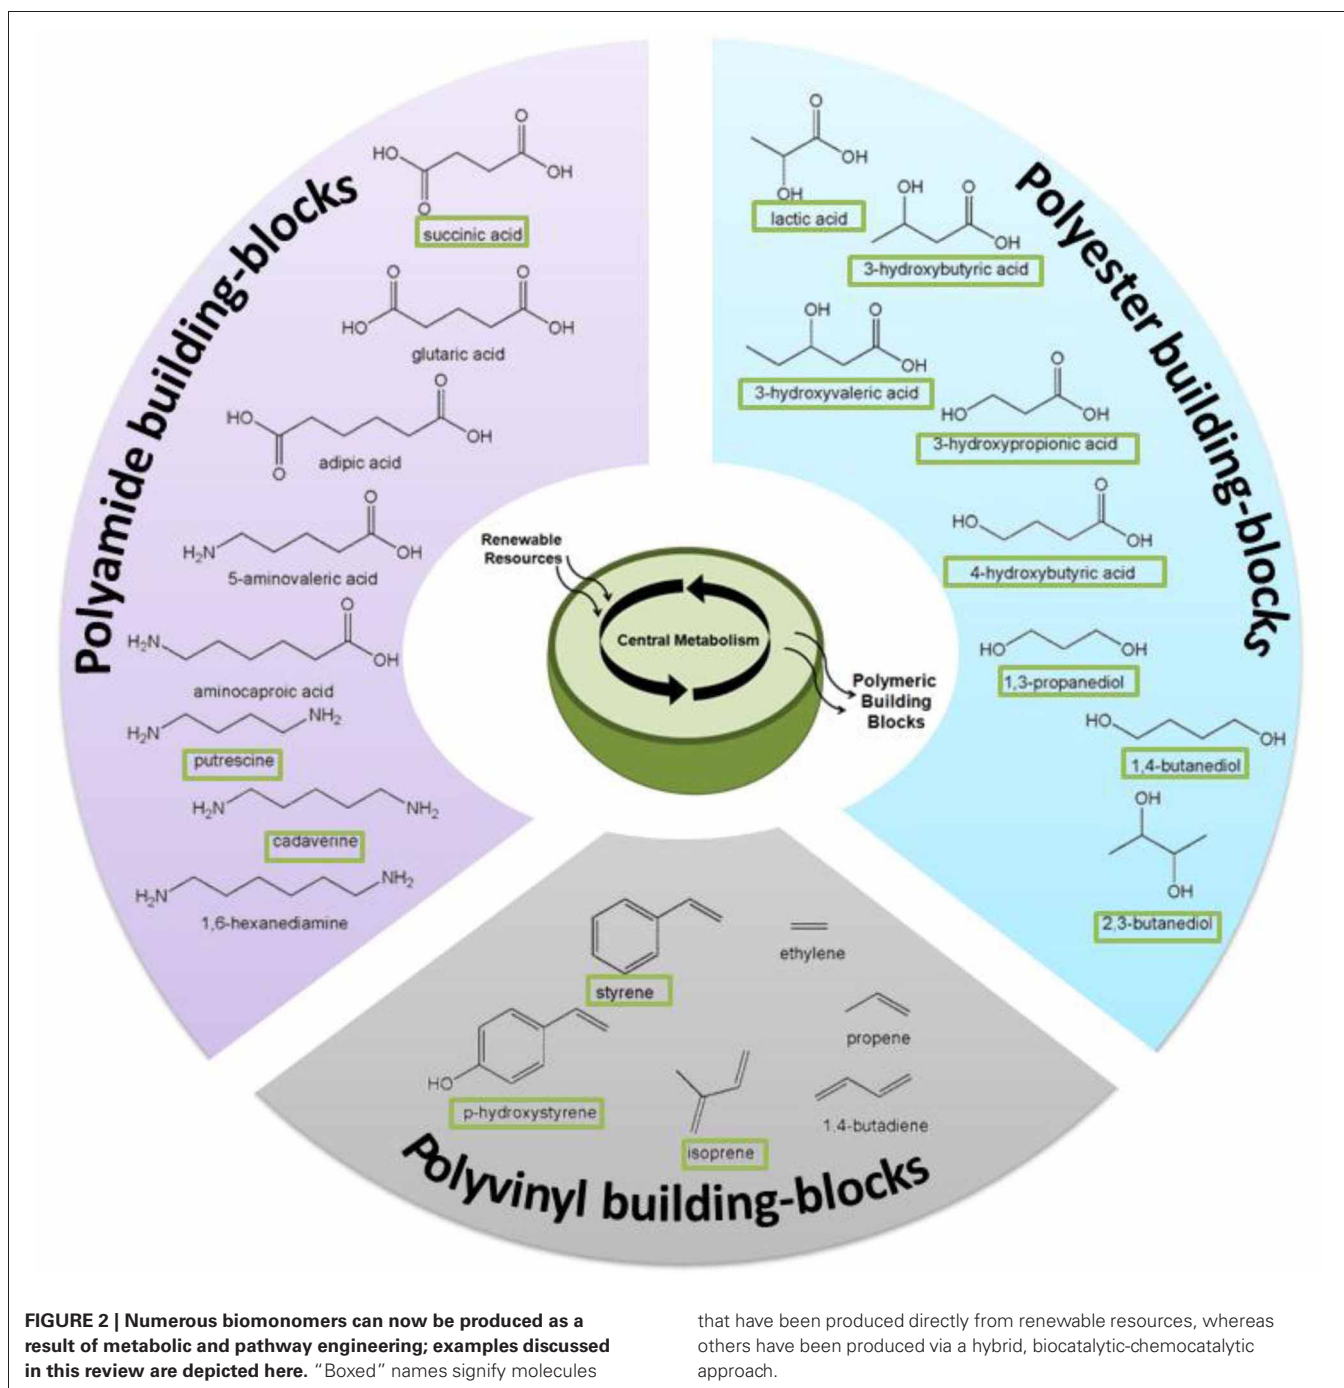 Polyamide building-blocks
O
HO
OH
O
succinic acid
O
O
HO
OH
glutaric acid
O
HO
OH
O
adipic acid
O
H2N
OH
5-aminovaleric acid
O
H2N
OH
aminocaproic acid
NH2
H2N
putrescine
H2N
NH2
cadaverine
NH2
H2N
1,6-hexanediamine
Polyester building-blocks
O
OH
OH
lactic acid
OH
O
OH
3-hydroxybutyric acid
OH
O
OH
3-hydroxyvaleric acid
O
HO
OH
3-hydroxypropionic acid
O
HO
OH
4-hydroxybutyric acid
HO
OH
1,3-propanediol
HO
OH
1,4-butanediol
OH
OH
2,3-butanediol
Renewable
Resources
Central Metabolism
Polymeric
Building
Blocks
styrene
ethylene
propene
HO
p-hydroxystyrene
isoprene
1,4-butadiene
Polyvinyl building-blocks
FIGURE 2 | Numerous biomonomers can now be produced as a
result of metabolic and pathway engineering; examples discussed
in this review are depicted here. “Boxed” names signify molecules
that have been produced directly from renewable resources, whereas
others have been produced via a hybrid, biocatalytic-chemocatalytic
approach.